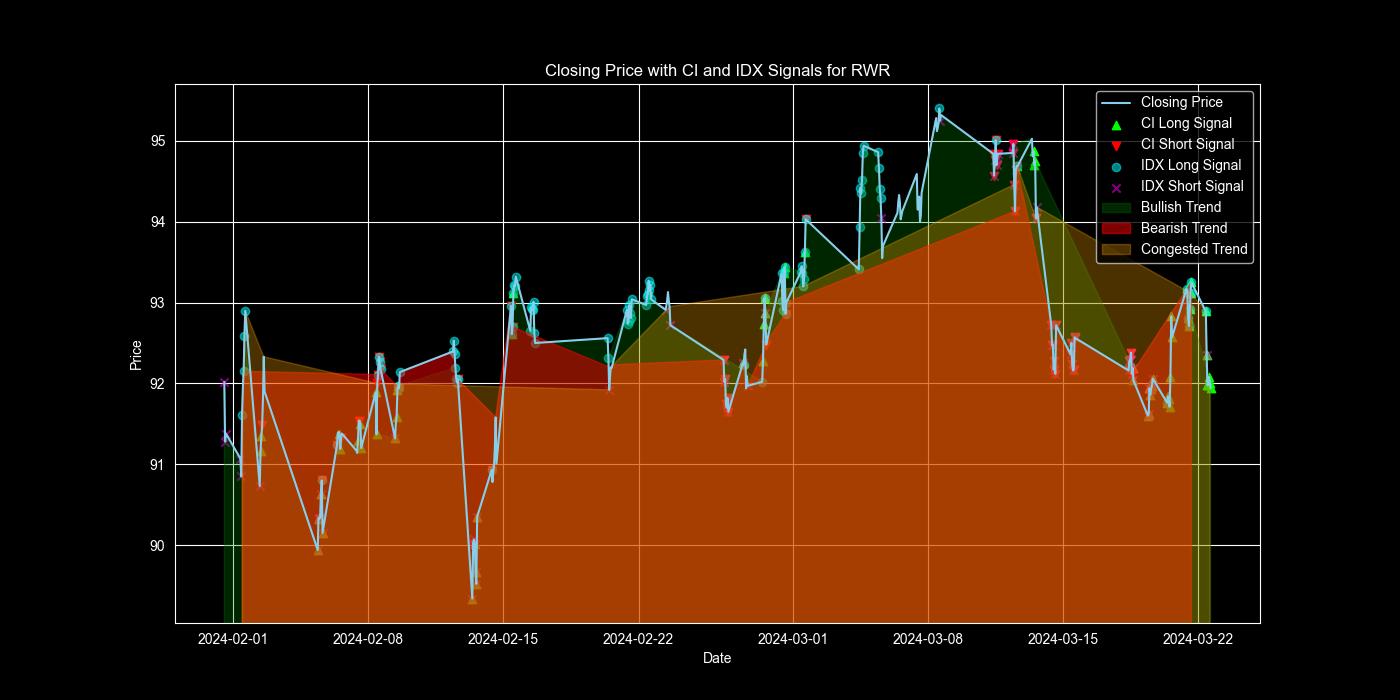 Closing Price with CI and IDX Signals for RWR
Closing Price
CI Long Signal
CI Short Signal
IDX Long Signal
IDX Short Signal
Bullish Trend
Bearish Trend
Congested Trend
95
94
93
92
91
90
Price
2024-02-01 2024-02-08 2024-02-15 2024-02-22 2024-03-01 2024-03-08 2024-03-15 2024-03-22
Date